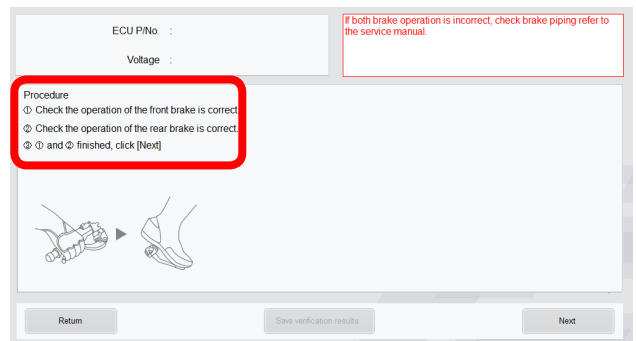 ECU P/No. :
If both brake operation is incorrect, check brake piping refer to
the service manual.
Voltage :
Procedure
① Check the operation of the front brake is correct.
② Check the operation of the rear brake is correct.
③ ① and ② finished, click [Next]
Return
Save verification results
Next